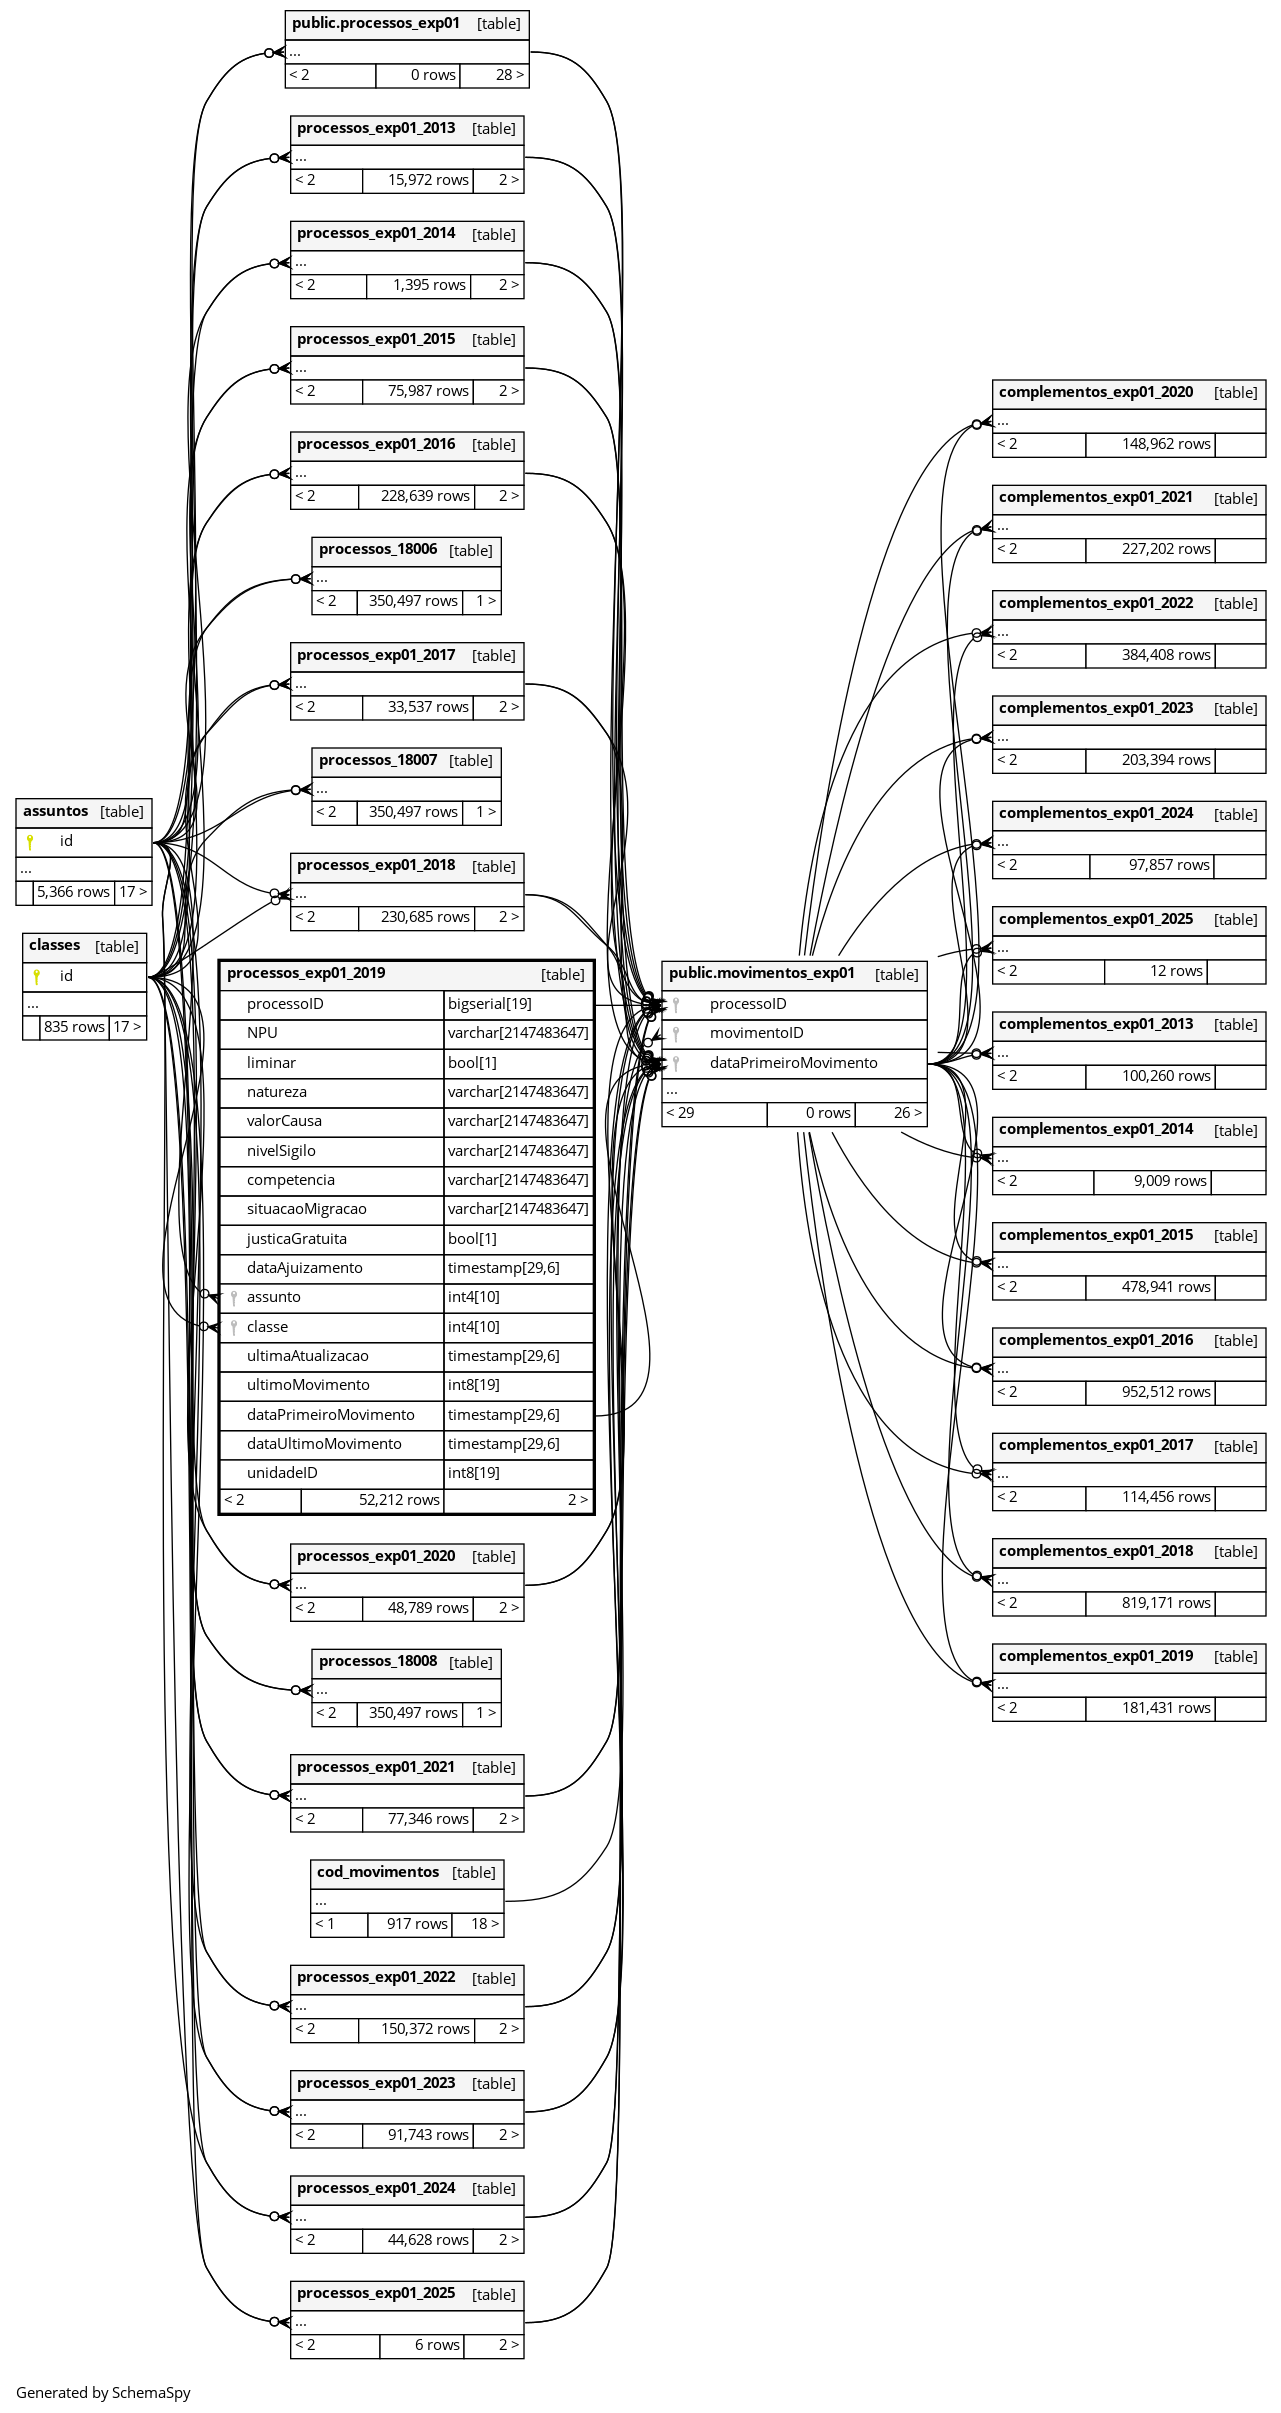 public.processos_exp01 [table]
...
< 2 0 rows 28 >
processos_exp01_2013 [table]
...
< 2 15,972 rows 2 >
processos_exp01_2014 [table]
...
< 2 1,395 rows 2 >
processos_exp01_2015 [table]
...
< 2 75,987 rows 2 >
processos_exp01_2016 [table]
...
< 2 228,639 rows 2 >
processos_18006 [table]
...
< 2 350,497 rows 1 >
processos_exp01_2017 [table]
...
< 2 33,537 rows 2 >
processos_18007 [table]
...
< 2 350,497 rows 1 >
assuntos [table]
id
...
5,366 rows 17 >
classes [table]
id
...
835 rows 17 >
processos_exp01_2018 [table]
...
< 2 230,685 rows 2 >
processos_exp01_2019 [table]
processoID bigserial[19]
NPU varchar[2147483647]
liminar bool[1]
natureza varchar[2147483647]
valorCausa varchar[2147483647]
nivelSigilo varchar[2147483647]
competencia varchar[2147483647]
situacaoMigracao varchar[2147483647]
justicaGratuita bool[1]
dataAjuizamento timestamp[29,6]
assunto int4[10]
classe int4[10]
ultimaAtualizacao timestamp[29,6]
ultimoMovimento int8[19]
dataPrimeiroMovimento timestamp[29,6]
dataUltimoMovimento timestamp[29,6]
unidadeID int8[19]
< 2 52,212 rows 2 >
processos_exp01_2020 [table]
...
< 2 48,789 rows 2 >
processos_18008 [table]
...
< 2 350,497 rows 1 >
processos_exp01_2021 [table]
...
< 2 77,346 rows 2 >
cod_movimentos [table]
...
< 1 917 rows 18 >
processos_exp01_2022 [table]
...
< 2 150,372 rows 2 >
processos_exp01_2023 [table]
...
< 2 91,743 rows 2 >
processos_exp01_2024 [table]
...
< 2 44,628 rows 2 >
processos_exp01_2025 [table]
...
< 2 6 rows 2 >
public.movimentos_exp01 [table]
processoID
movimentoID
dataPrimeiroMovimento
...
< 29 0 rows 26 >
complementos_exp01_2020 [table]
...
< 2 148,962 rows
complementos_exp01_2021 [table]
...
< 2 227,202 rows
complementos_exp01_2022 [table]
...
< 2 384,408 rows
complementos_exp01_2023 [table]
...
< 2 203,394 rows
complementos_exp01_2024 [table]
...
< 2 97,857 rows
complementos_exp01_2025 [table]
...
< 2 12 rows
complementos_exp01_2013 [table]
...
< 2 100,260 rows
complementos_exp01_2014 [table]
...
< 2 9,009 rows
complementos_exp01_2015 [table]
...
< 2 478,941 rows
complementos_exp01_2016 [table]
...
< 2 952,512 rows
complementos_exp01_2017 [table]
...
< 2 114,456 rows
complementos_exp01_2018 [table]
...
< 2 819,171 rows
complementos_exp01_2019 [table]
...
< 2 181,431 rows
Generated by SchemaSpy